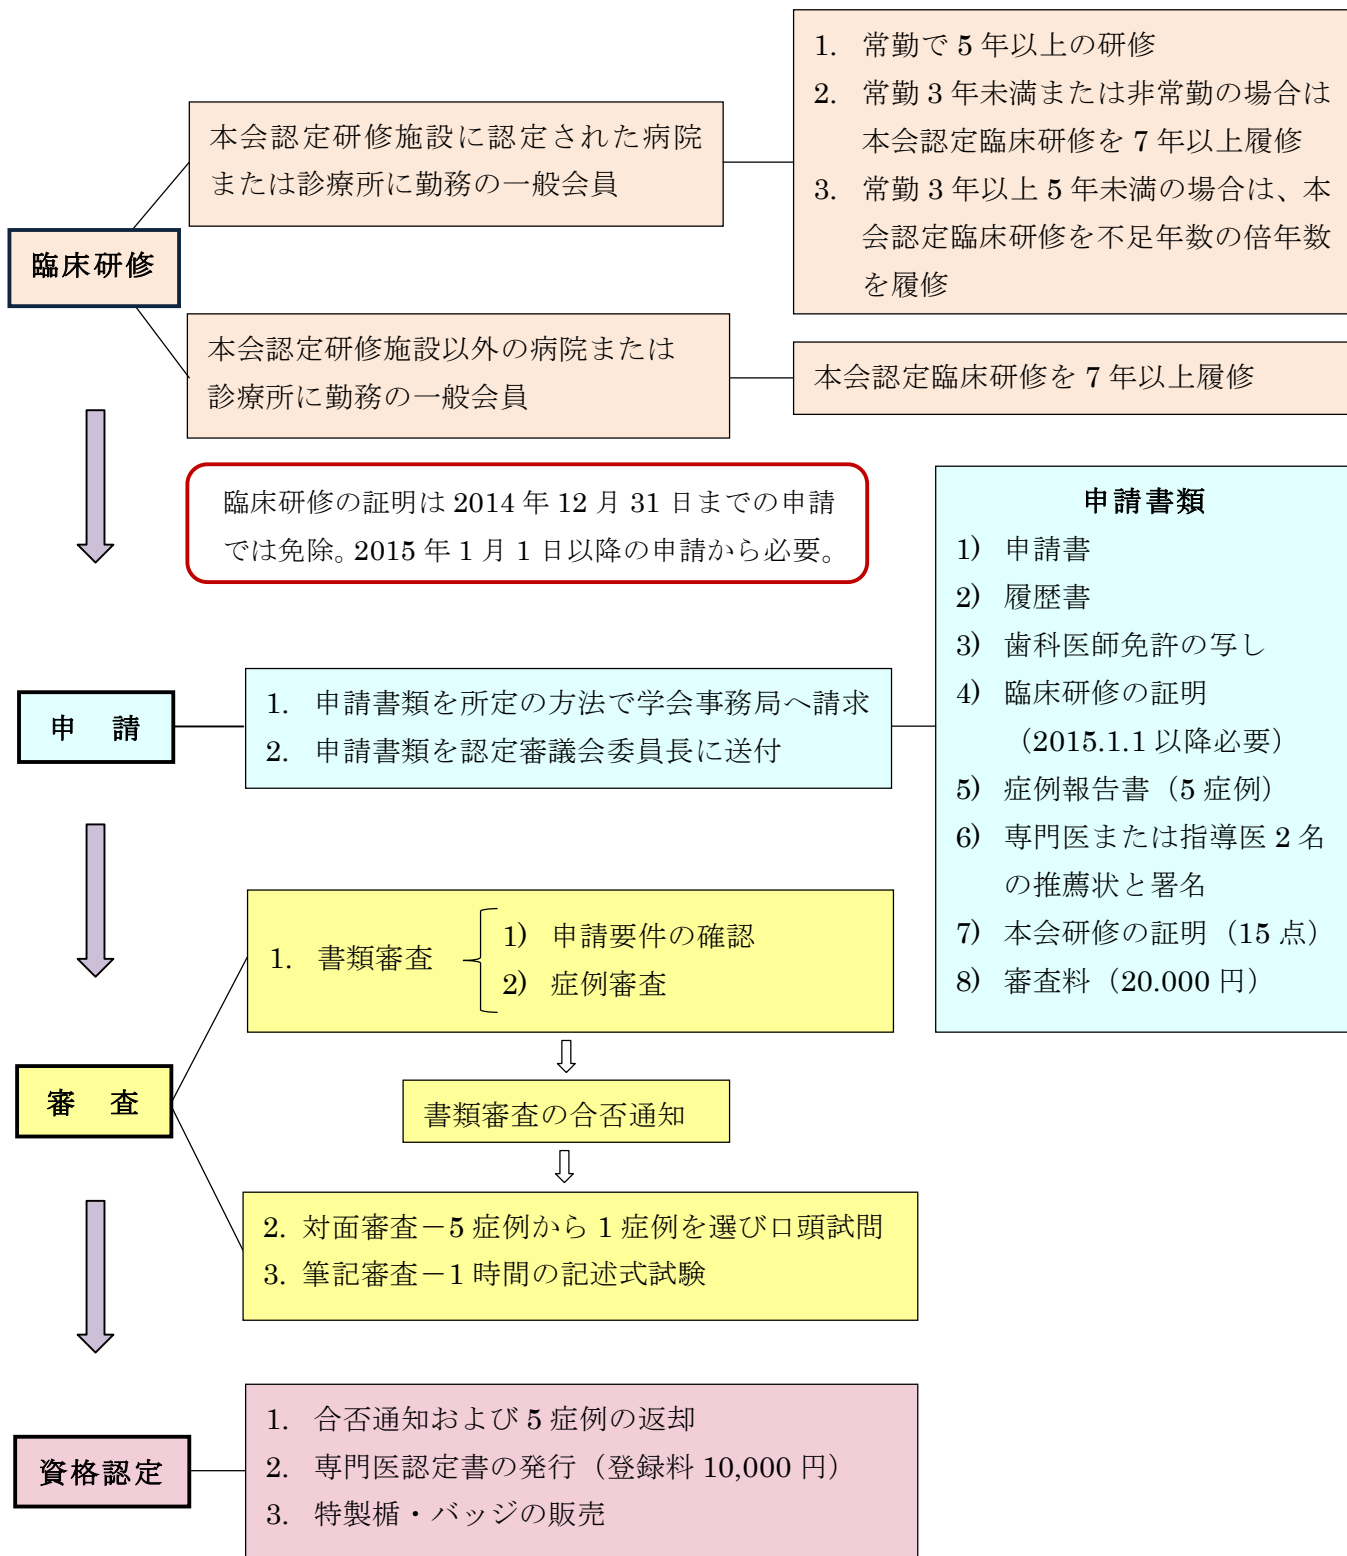 臨床研修
本会認定研修施設に認定された病院
または診療所に勤務の一般会員
1. 常勤で 5 年以上の研修
2. 常勤 3 年未満または非常勤の場合は
本会認定臨床研修を 7 年以上履修
3. 常勤 3 年以上 5 年未満の場合は、本
会認定臨床研修を不足年数の倍年数
を履修
本会認定研修施設以外の病院または
診療所に勤務の一般会員
本会認定臨床研修を 7 年以上履修
臨床研修の証明は 2014 年 12 月 31 日までの申請
では免除。2015 年 1 月 1 日以降の申請から必要。
申 請
1. 申請書類を所定の方法で学会事務局へ請求
2. 申請書類を認定審議会委員長に送付
申請書類
1) 申請書
2) 履歴書
3) 歯科医師免許の写し
4) 臨床研修の証明
（2015.1.1 以降必要）
5) 症例報告書（5 症例）
6) 専門医または指導医 2 名
の推薦状と署名
7) 本会研修の証明（15 点）
8) 審査料（20.000 円）
審 査
1. 書類審査
1) 申請要件の確認
2) 症例審査
書類審査の合否通知
2. 対面審査－5 症例から 1 症例を選び口頭試問
3. 筆記審査－1 時間の記述式試験
資格認定
1. 合否通知および 5 症例の返却
2. 専門医認定書の発行（登録料 10,000 円）
3. 特製楯・バッジの販売